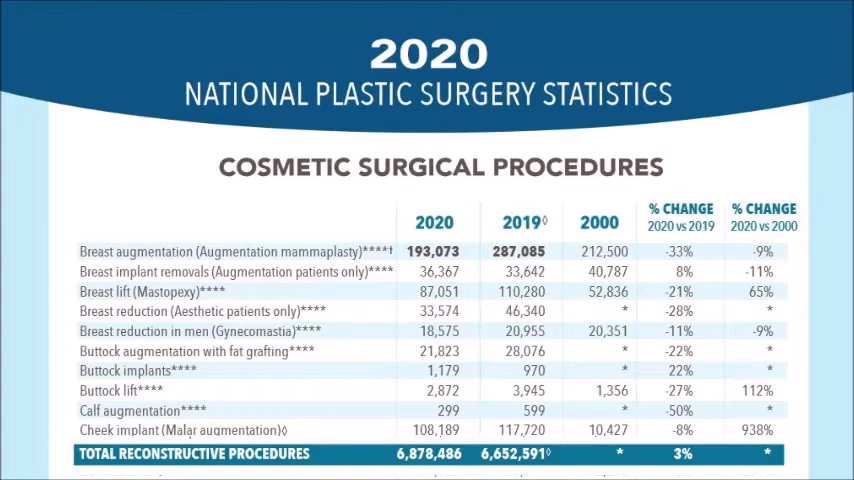 2020
NATIONAL PLASTIC SURGERY STATISTICS
COSMETIC SURGICAL PROCEDURES
2020 2019◊ 2000 % CHANGE 2020 vs 2019 % CHANGE 2020 vs 2000
Breast augmentation (Augmentation mammaplasty)****† 193,073 287,085 212,500 -33% -9%
Breast implant removals (Augmentation patients only)**** 36,367 33,642 40,787 8% -11%
Breast lift (Mastopexy)**** 87,051 110,280 52,836 -21% 65%
Breast reduction (Aesthetic patients only)**** 33,574 46,340 * -28% *
Breast reduction in men (Gynecomastia)**** 18,575 20,955 20,351 -11% -9%
Buttock augmentation with fat grafting**** 21,823 28,076 * -22% *
Buttock implants**** 1,179 970 * 22% *
Buttock lift**** 2,872 3,945 1,356 -27% 112%
Calf augmentation**** 299 599 * -50% *
Cheek implant (Malar augmentation)◊ 108,189 117,720 10,427 -8% 938%
TOTAL RECONSTRUCTIVE PROCEDURES 6,878,486 6,652,591◊ * 3% *